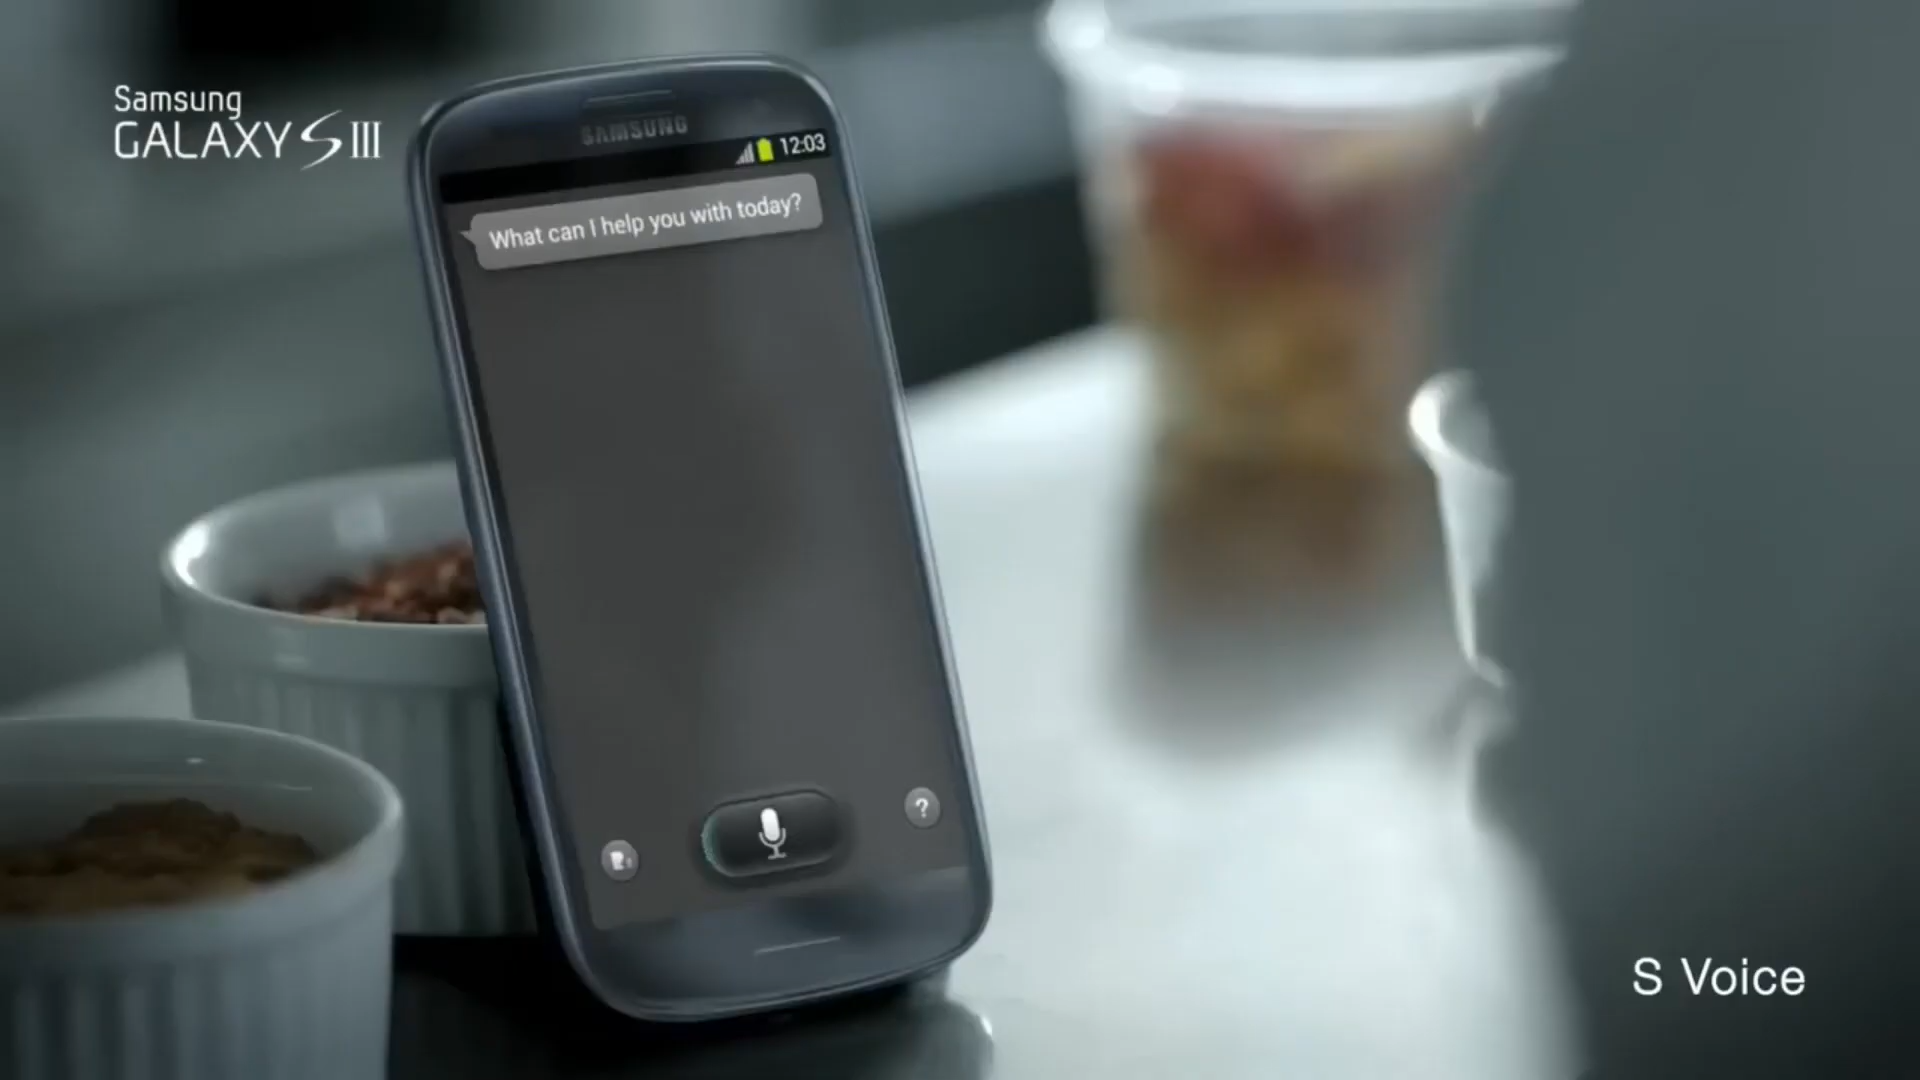 Samsung
GALAXY S III
SAMSUNG
12:03
What can I help you with today?
?
S Voice